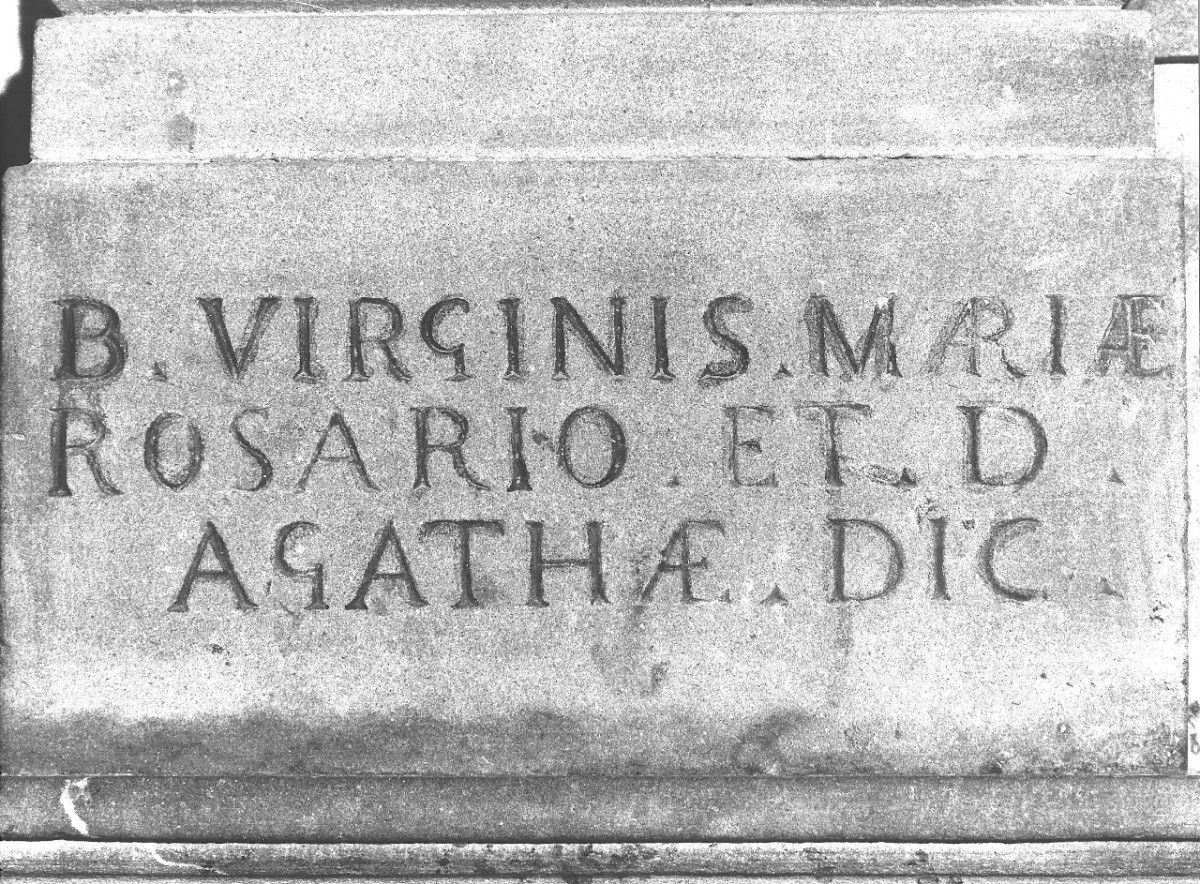 B. VIRGINIS. MARIÆ
ROSARIO. ET. D.
AGATHÆ. DIC.